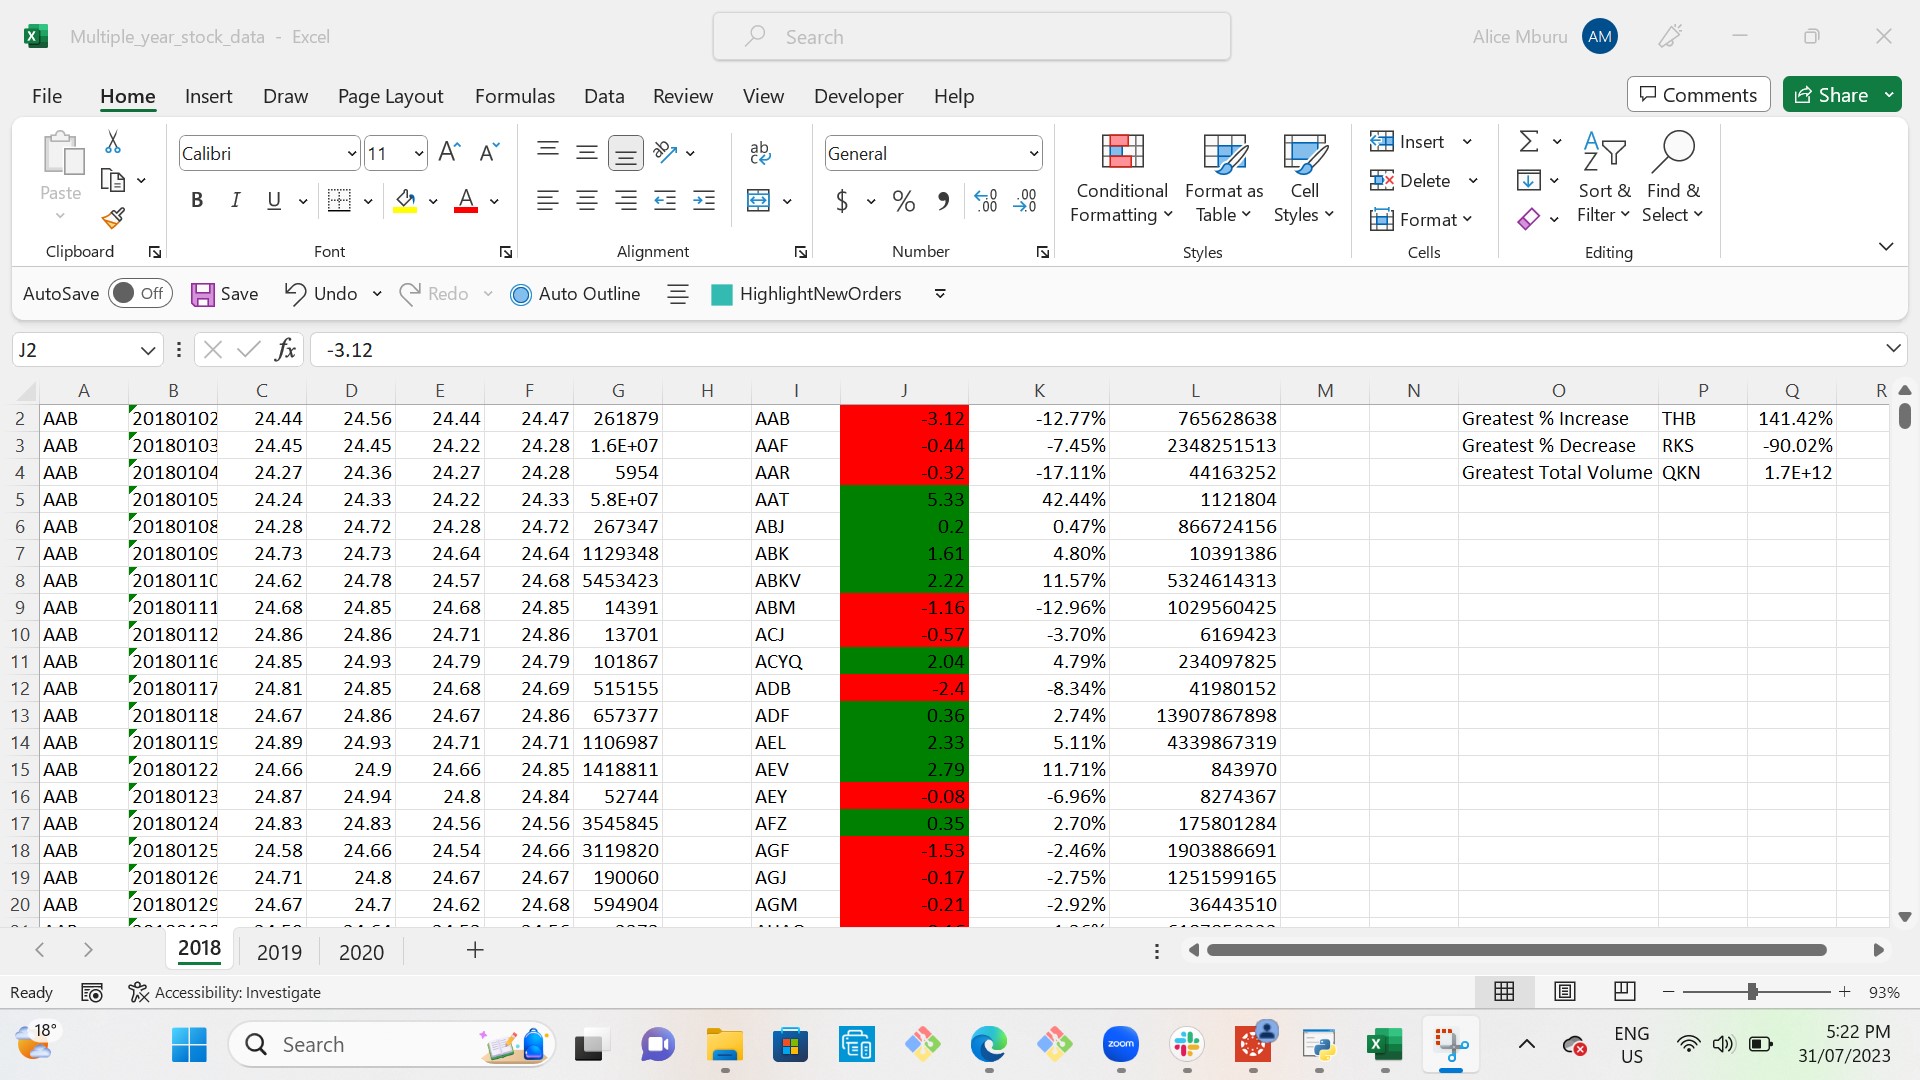 Multiple_year_stock_data - Excel
Search
Alice Mburu AM
File Home Insert Draw Page Layout Formulas Data Review View Developer Help Comments Share
Paste
Clipboard
Calibri 11
B I U
Font
ab
Alignment
General
$ % 9
Number
Conditional Formatting
Format as Table
Cell Styles
Styles
Insert
Delete
Format
Cells
Sort & Filter
Find & Select
Editing
AutoSave Off Save Undo Redo Auto Outline HighlightNewOrders
J2 fx -3.12
A B C D E F G H I J K L M N O P Q R
2 AAB 20180102 24.44 24.56 24.44 24.47 261879 AAB -3.12 -12.77% 765628638 Greatest % Increase THB 141.42%
3 AAB 20180103 24.45 24.45 24.22 24.28 1.6E+07 AAF -0.44 -7.45% 2348251513 Greatest % Decrease RKS -90.02%
4 AAB 20180104 24.27 24.36 24.27 24.28 5954 AAR -0.32 -17.11% 44163252 Greatest Total Volume QKN 1.7E+12
5 AAB 20180105 24.24 24.33 24.22 24.33 5.8E+07 AAT 5.33 42.44% 1121804
6 AAB 20180108 24.28 24.72 24.28 24.72 267347 ABJ 0.2 0.47% 866724156
7 AAB 20180109 24.73 24.73 24.64 24.64 1129348 ABK 1.61 4.80% 10391386
8 AAB 20180110 24.62 24.78 24.57 24.68 5453423 ABKV 2.22 11.57% 5324614313
9 AAB 20180111 24.68 24.85 24.68 24.85 14391 ABM -1.16 -12.96% 1029560425
10 AAB 20180112 24.86 24.86 24.71 24.86 13701 ACJ -0.57 -3.70% 6169423
11 AAB 20180116 24.85 24.93 24.79 24.79 101867 ACYQ 2.04 4.79% 234097825
12 AAB 20180117 24.81 24.85 24.68 24.69 515155 ADB -2.4 -8.34% 41980152
13 AAB 20180118 24.67 24.86 24.67 24.86 657377 ADF 0.36 2.74% 13907867898
14 AAB 20180119 24.89 24.93 24.71 24.71 1106987 AEL 2.33 5.11% 4339867319
15 AAB 20180122 24.66 24.9 24.66 24.85 1418811 AEV 2.79 11.71% 843970
16 AAB 20180123 24.87 24.94 24.8 24.84 52744 AEY -0.08 -6.96% 8274367
17 AAB 20180124 24.83 24.83 24.56 24.56 3545845 AFZ 0.35 2.70% 175801284
18 AAB 20180125 24.58 24.66 24.54 24.66 3119820 AGF -1.53 -2.46% 1903886691
19 AAB 20180126 24.71 24.8 24.67 24.67 190060 AGJ -0.17 -2.75% 1251599165
20 AAB 20180129 24.67 24.7 24.62 24.68 594904 AGM -0.21 -2.92% 36443510
2018 2019 2020
Ready Accessibility: Investigate 93%
18° Search zoom ENG US 5:22 PM 31/07/2023